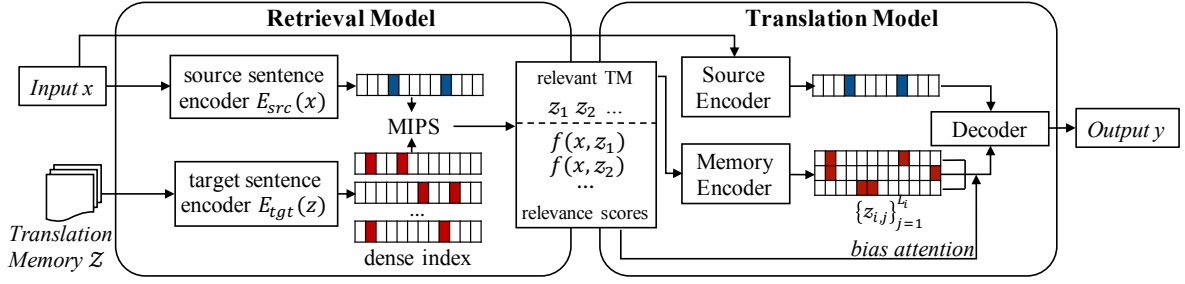 Retrieval Model
Translation Model
Input x
source sentence
encoder E_src(x)
MIPS
relevant TM
z_1 z_2 ...
f(x, z_1)
f(x, z_2)
...
relevance scores
Source
Encoder
Decoder
Output y
Translation
Memory Z
target sentence
encoder E_tgt(z)
...
dense index
Memory
Encoder
{z_{i,j}}_{j=1}^{L_i}
bias attention